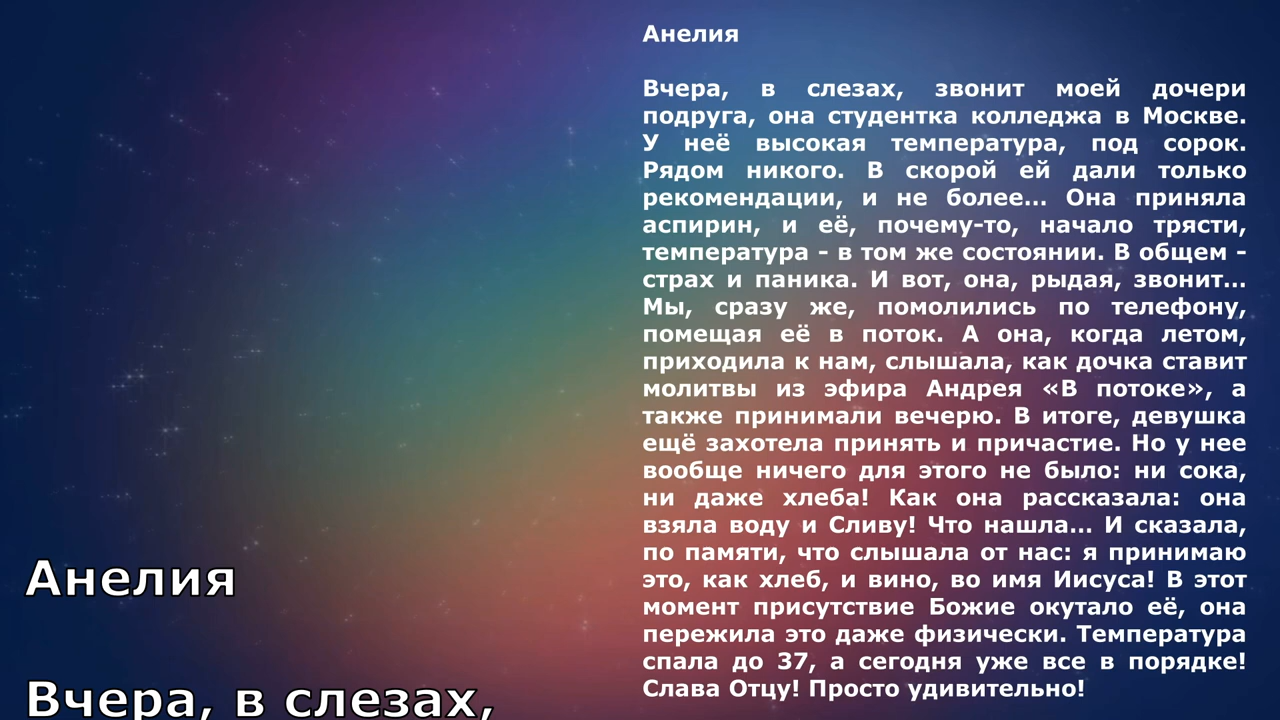 Анелия
Вчера, в слезах, звонит моей дочери
подруга, она студентка колледжа в Москве.
У неё высокая температура, под сорок.
Рядом никого. В скорой ей дали только
рекомендации, и не более... Она приняла
аспирин, и её, почему-то, начало трясти,
температура - в том же состоянии. В общем -
страх и паника. И вот, она, рыдая, звонит...
Мы, сразу же, помолились по телефону,
помещая её в поток. А она, когда летом,
приходила к нам, слышала, как дочка ставит
молитвы из эфира Андрея «В потоке», а
также принимали вечерю. В итоге, девушка
ещё захотела принять и причастие. Но у нее
вообще ничего для этого не было: ни сока,
ни даже хлеба! Как она рассказала: она
взяла воду и Сливу! Что нашла... И сказала,
по памяти, что слышала от нас: я принимаю
это, как хлеб, и вино, во имя Иисуса! В этот
момент присутствие Божие окутало её, она
пережила это даже физически. Температура
спала до 37, а сегодня уже все в порядке!
Слава Отцу! Просто удивительно!
Анелия
Вчера, в слезах,